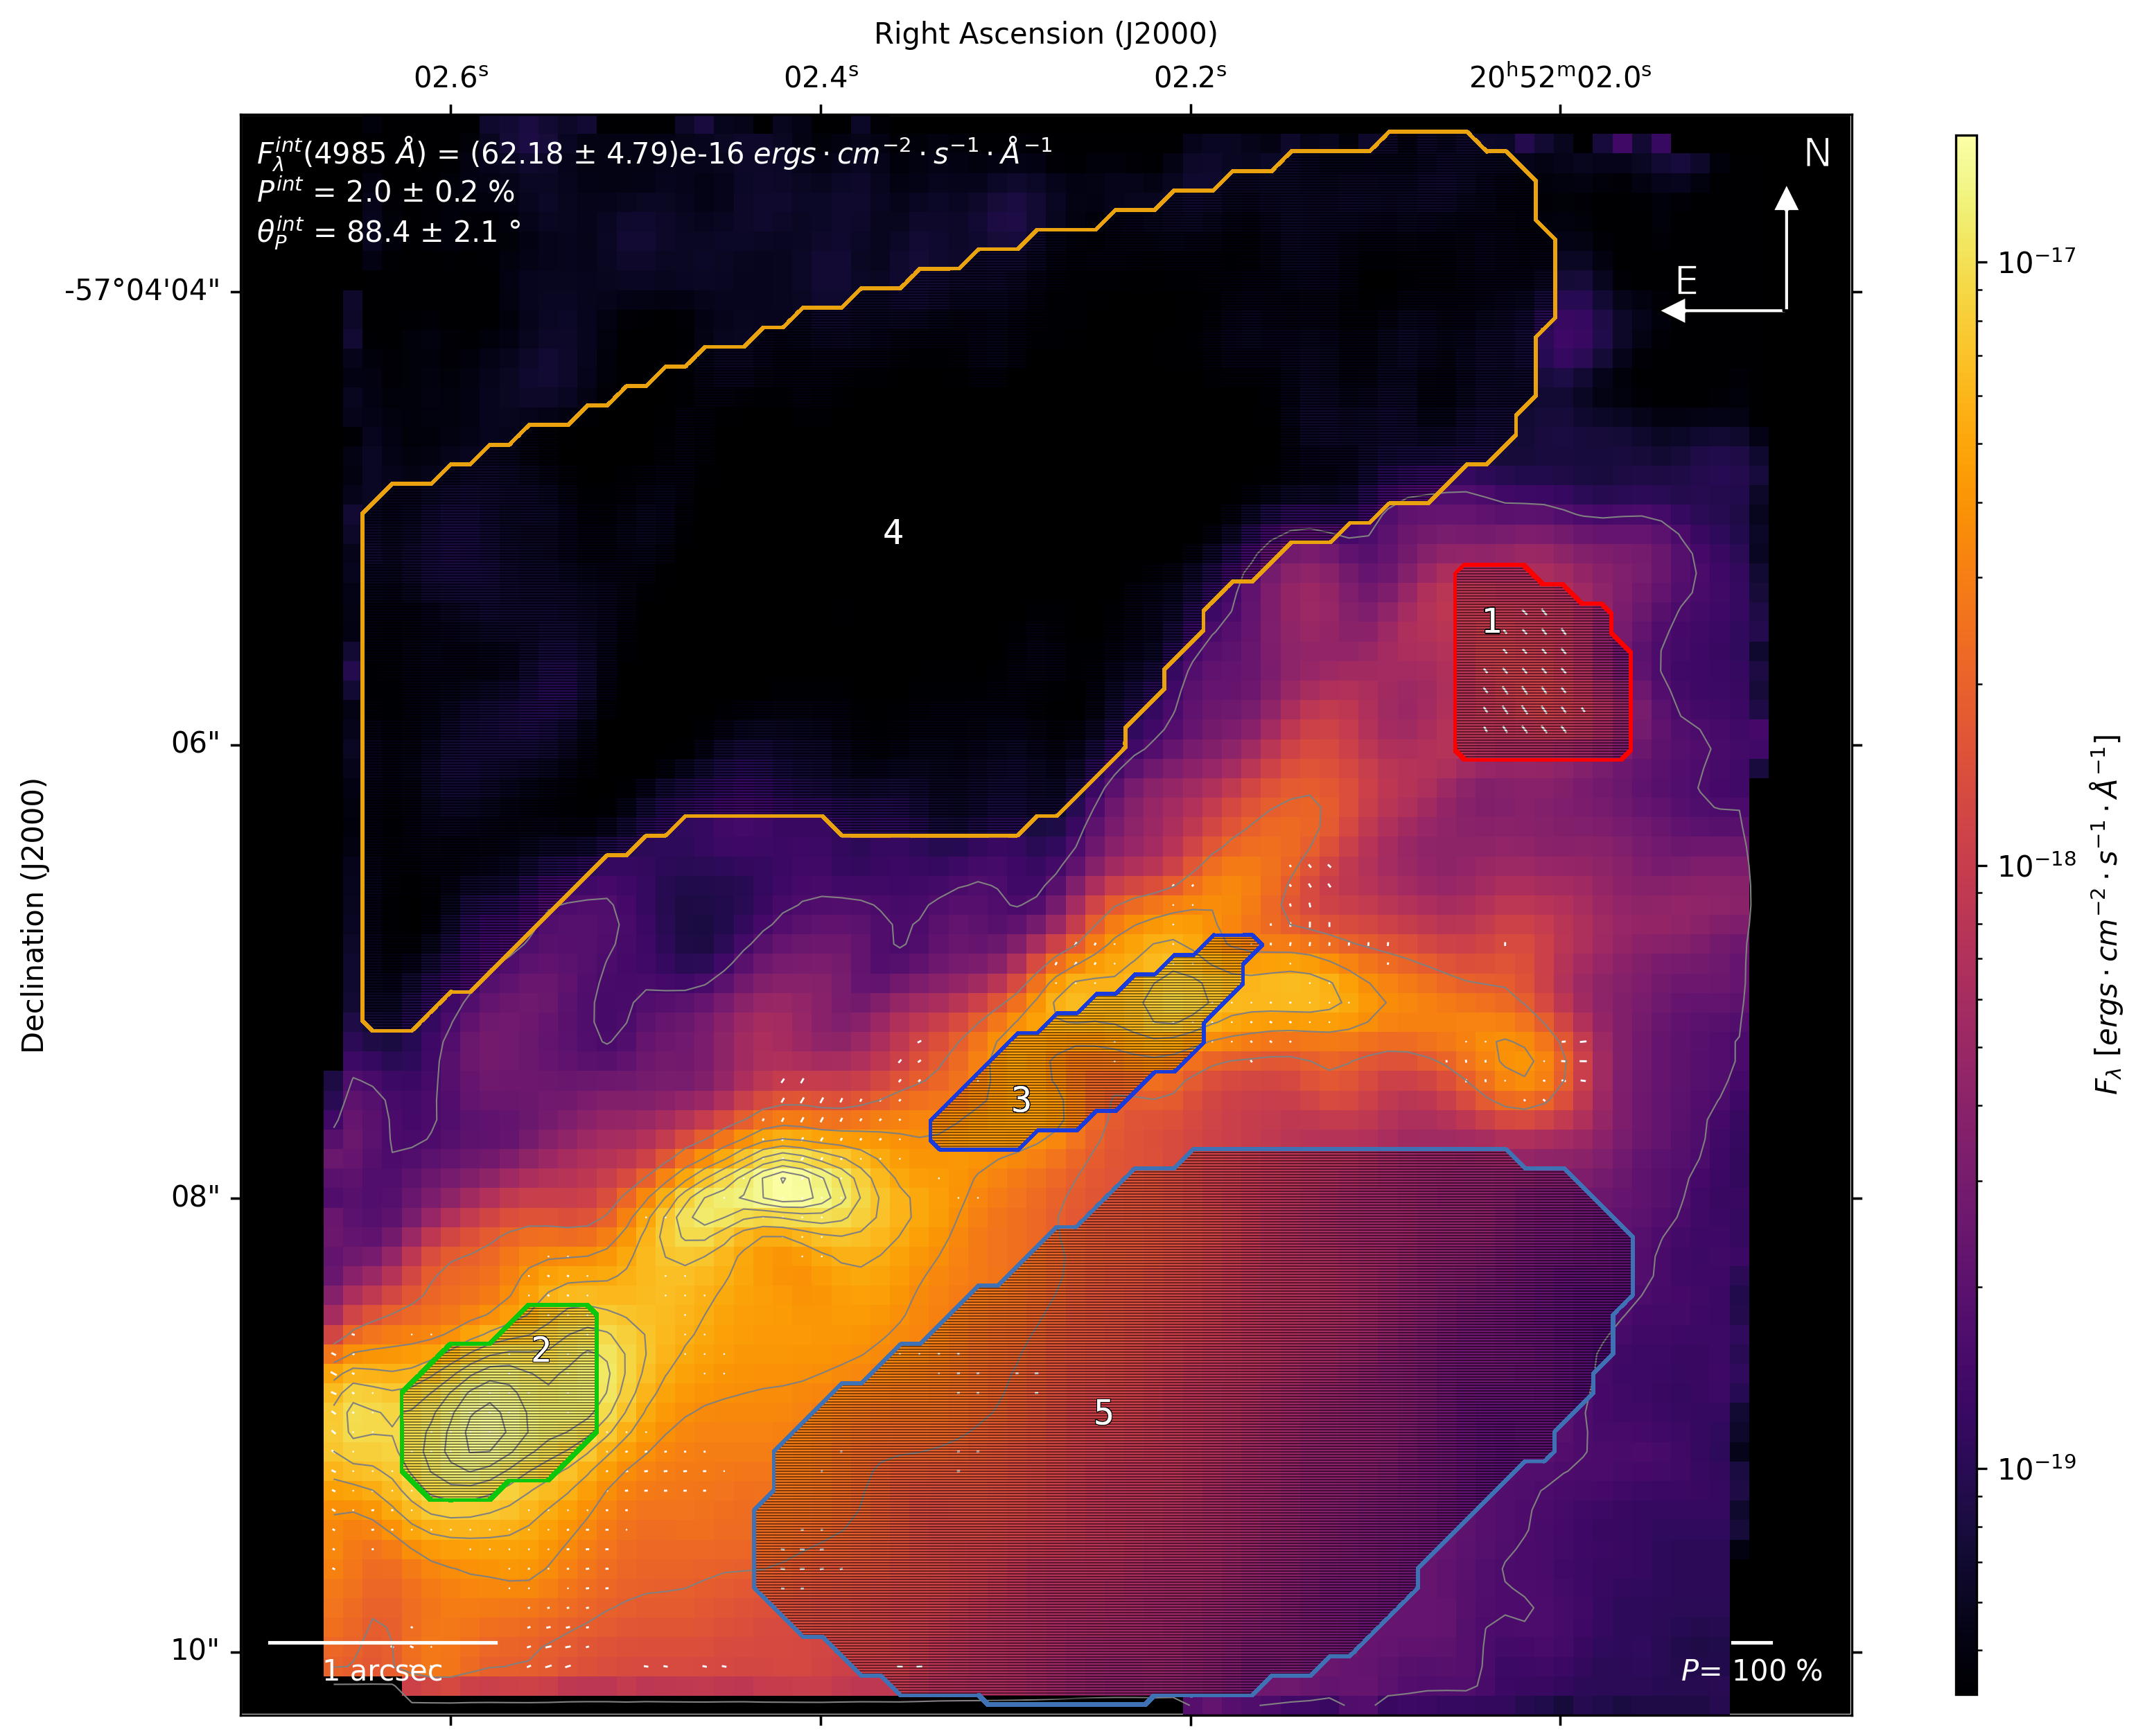 Right Ascension (J2000)
02.6ˢ 02.4ˢ 02.2ˢ 20ʰ52ᵐ02.0ˢ
F_λ^int(4985 Å) = (62.18 ± 4.79)e-16 ergs · cm⁻² · s⁻¹ · Å⁻¹
P^int = 2.0 ± 0.2 %
θ_P^int = 88.4 ± 2.1 °
N
E
-57°04'04"
06"
08"
10"
Declination (J2000)
4
1
3
2
5
1 arcsec
P= 100 %
10⁻¹⁷
10⁻¹⁸
10⁻¹⁹
F_λ [ergs · cm⁻² · s⁻¹ · Å⁻¹]